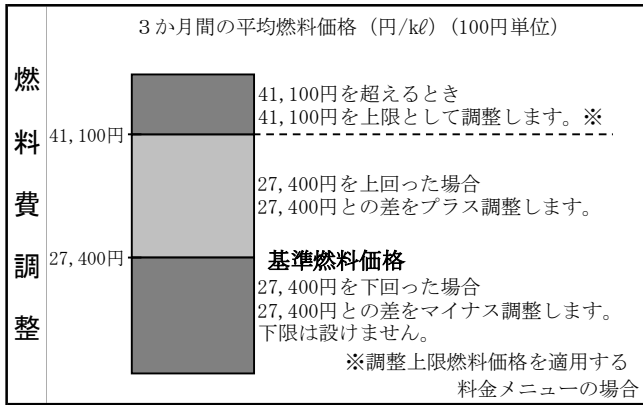 ３か月間の平均燃料価格（円/kℓ）(100円単位）
燃料費調整
41,100円を超えるとき
41,100円を上限として調整します。※
41,100円
27,400円を上回った場合
27,400円との差をプラス調整します。
27,400円
基準燃料価格
27,400円を下回った場合
27,400円との差をマイナス調整します。
下限は設けません。
※調整上限燃料価格を適用する
料金メニューの場合